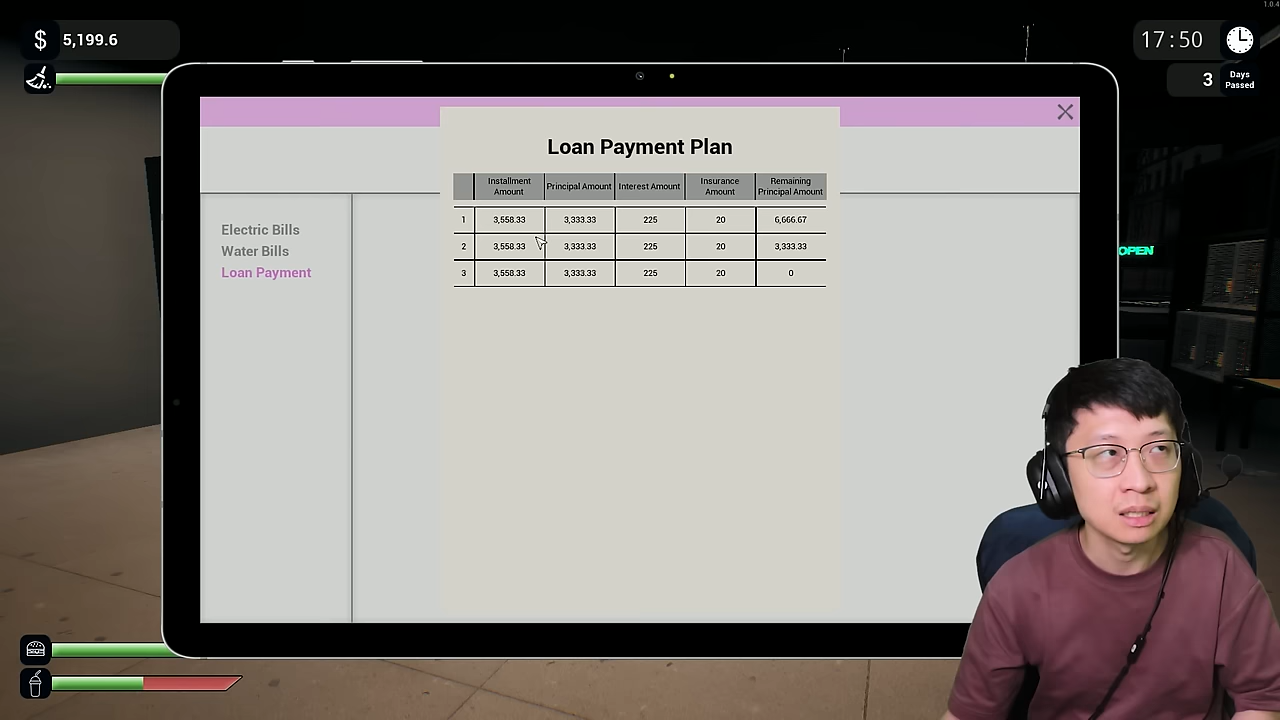 1.0.4
$ 5,199.6
17:50
3 Days Passed
Loan Payment Plan
Installment Amount Principal Amount Interest Amount Insurance Amount Remaining Principal Amount
1 3,558.33 3,333.33 225 20 6,666.67
2 3,558.33 3,333.33 225 20 3,333.33
3 3,558.33 3,333.33 225 20 0
Electric Bills
Water Bills
Loan Payment
OPEN